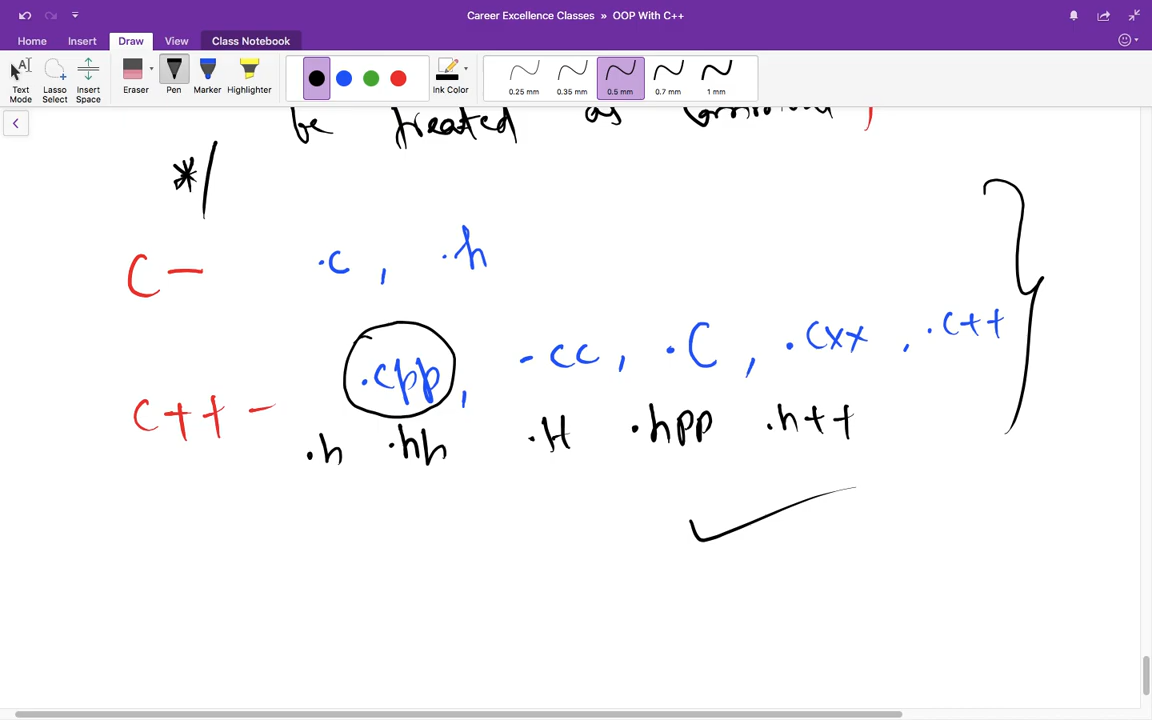 Career Excellence Classes » OOP With C++
Home Insert Draw View Class Notebook
Text Mode Lasso Select Insert Space Eraser Pen Marker Highlighter Ink Color 0.25 mm 0.35 mm 0.5 mm 0.7 mm 1 mm
be treated as
*/
C - .c , .h
C++ - .cpp, .cc, .C, .cxx, .c++
.h .hh .H .hpp .h++